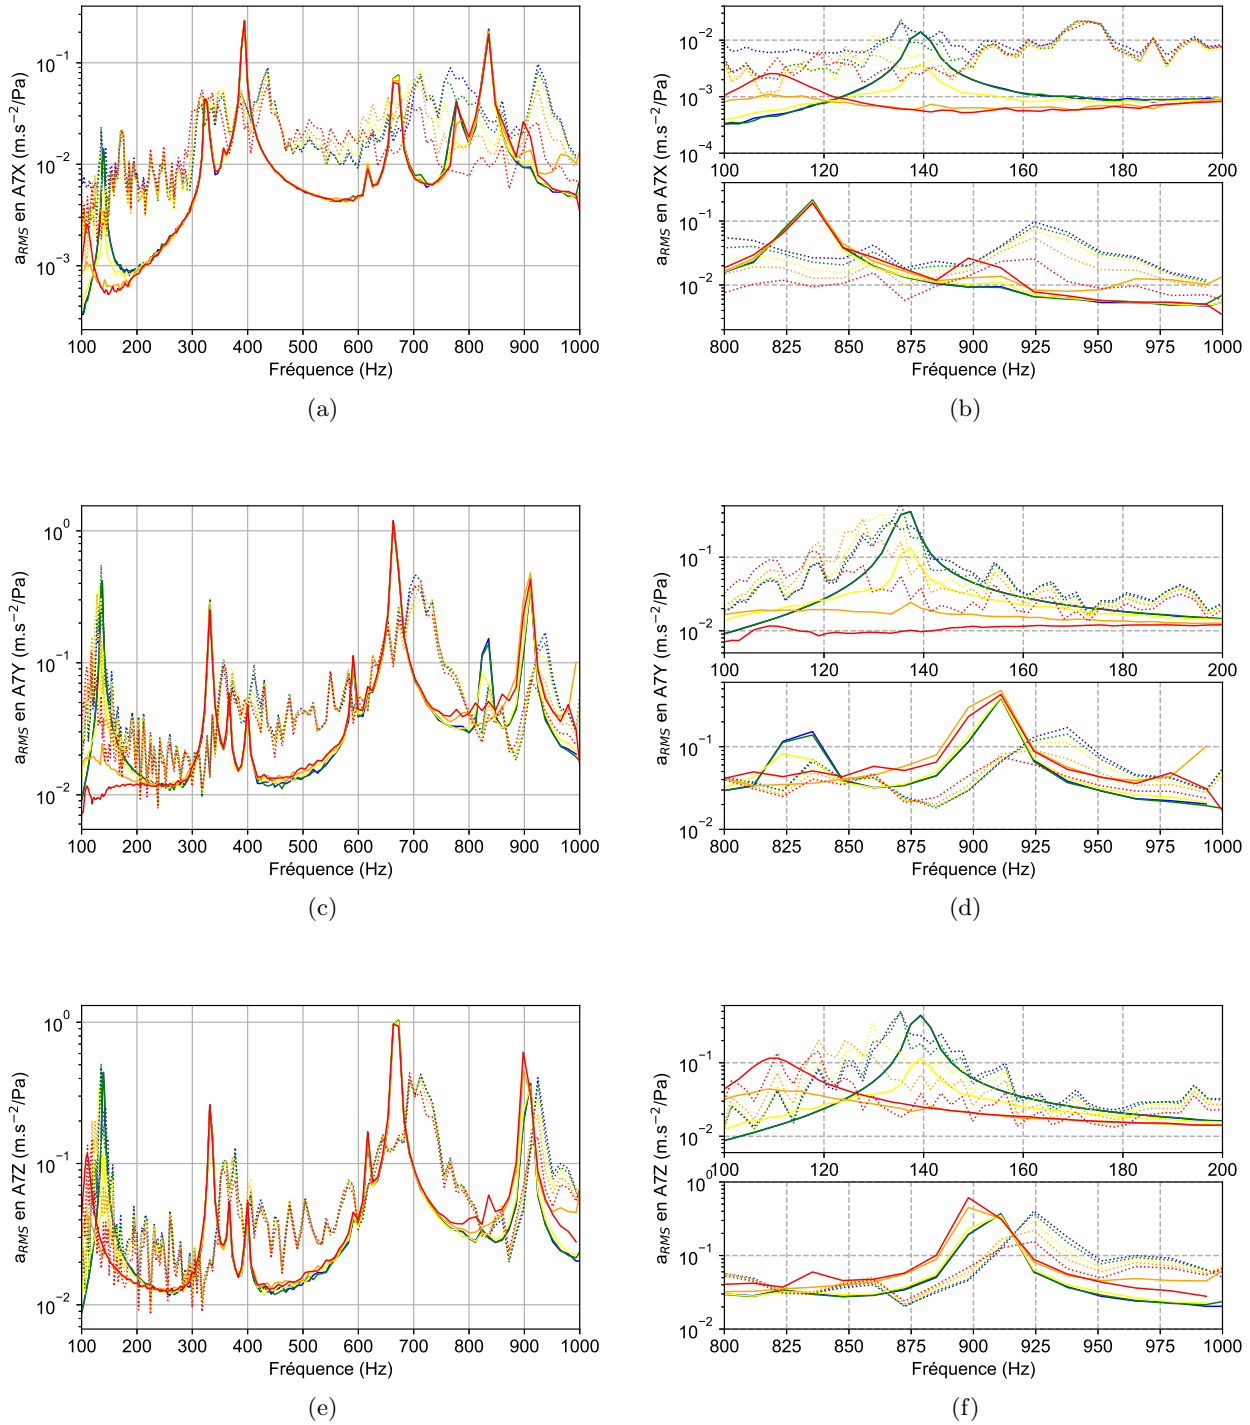 a_RMS en A7X (m.s⁻²/Pa)
10⁻¹
10⁻²
10⁻³
100 200 300 400 500 600 700 800 900 1000
Fréquence (Hz)
(a)
a_RMS en A7X (m.s⁻²/Pa)
10⁻²
10⁻³
10⁻⁴
100 120 140 160 180 200
a_RMS en A7X (m.s⁻²/Pa)
10⁻¹
10⁻²
800 825 850 875 900 925 950 975 1000
Fréquence (Hz)
(b)
a_RMS en A7Y (m.s⁻²/Pa)
10⁰
10⁻¹
10⁻²
100 200 300 400 500 600 700 800 900 1000
Fréquence (Hz)
(c)
a_RMS en A7Y (m.s⁻²/Pa)
10⁻¹
10⁻²
100 120 140 160 180 200
10⁻¹
10⁻²
800 825 850 875 900 925 950 975 1000
Fréquence (Hz)
(d)
a_RMS en A7Z (m.s⁻²/Pa)
10⁰
10⁻¹
10⁻²
100 200 300 400 500 600 700 800 900 1000
Fréquence (Hz)
(e)
a_RMS en A7Z (m.s⁻²/Pa)
10⁻¹
10⁻²
100 120 140 160 180 200
10⁰
10⁻¹
10⁻²
800 825 850 875 900 925 950 975 1000
Fréquence (Hz)
(f)